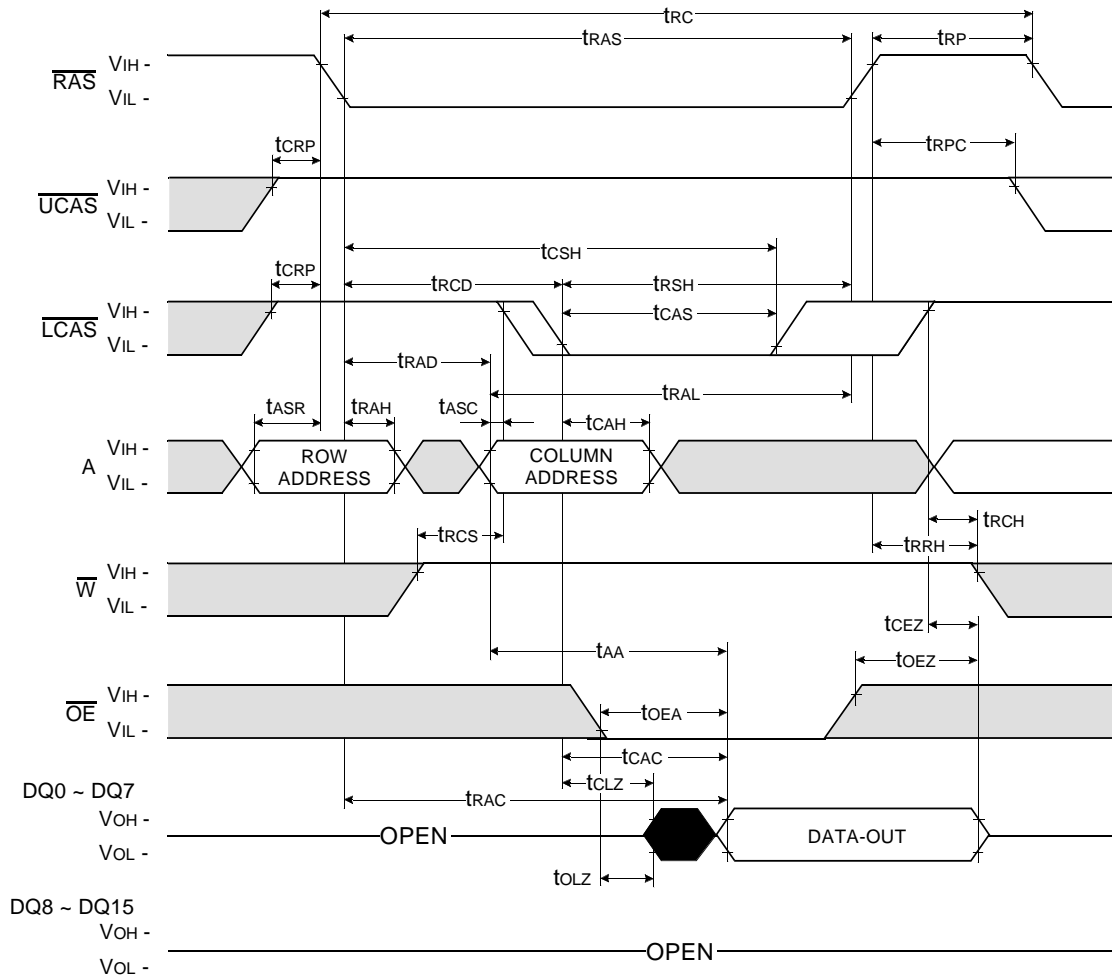 tRC
tRAS
tRP
RAS
VIH -
VIL -
tCRP
tRPC
UCAS
VIH -
VIL -
tCSH
tCRP
tRCD
tRSH
LCAS
VIH -
VIL -
tCAS
tRAD
tRAL
tASR
tRAH
tASC
tCAH
A
VIH -
VIL -
ROW
ADDRESS
COLUMN
ADDRESS
tRCH
tRCS
tRRH
W
VIH -
VIL -
tCEZ
tAA
tOEZ
OE
VIH -
VIL -
tOEA
tCAC
tCLZ
tRAC
DQ0 ~ DQ7
VOH -
VOL -
OPEN
DATA-OUT
tOLZ
DQ8 ~ DQ15
VOH -
VOL -
OPEN